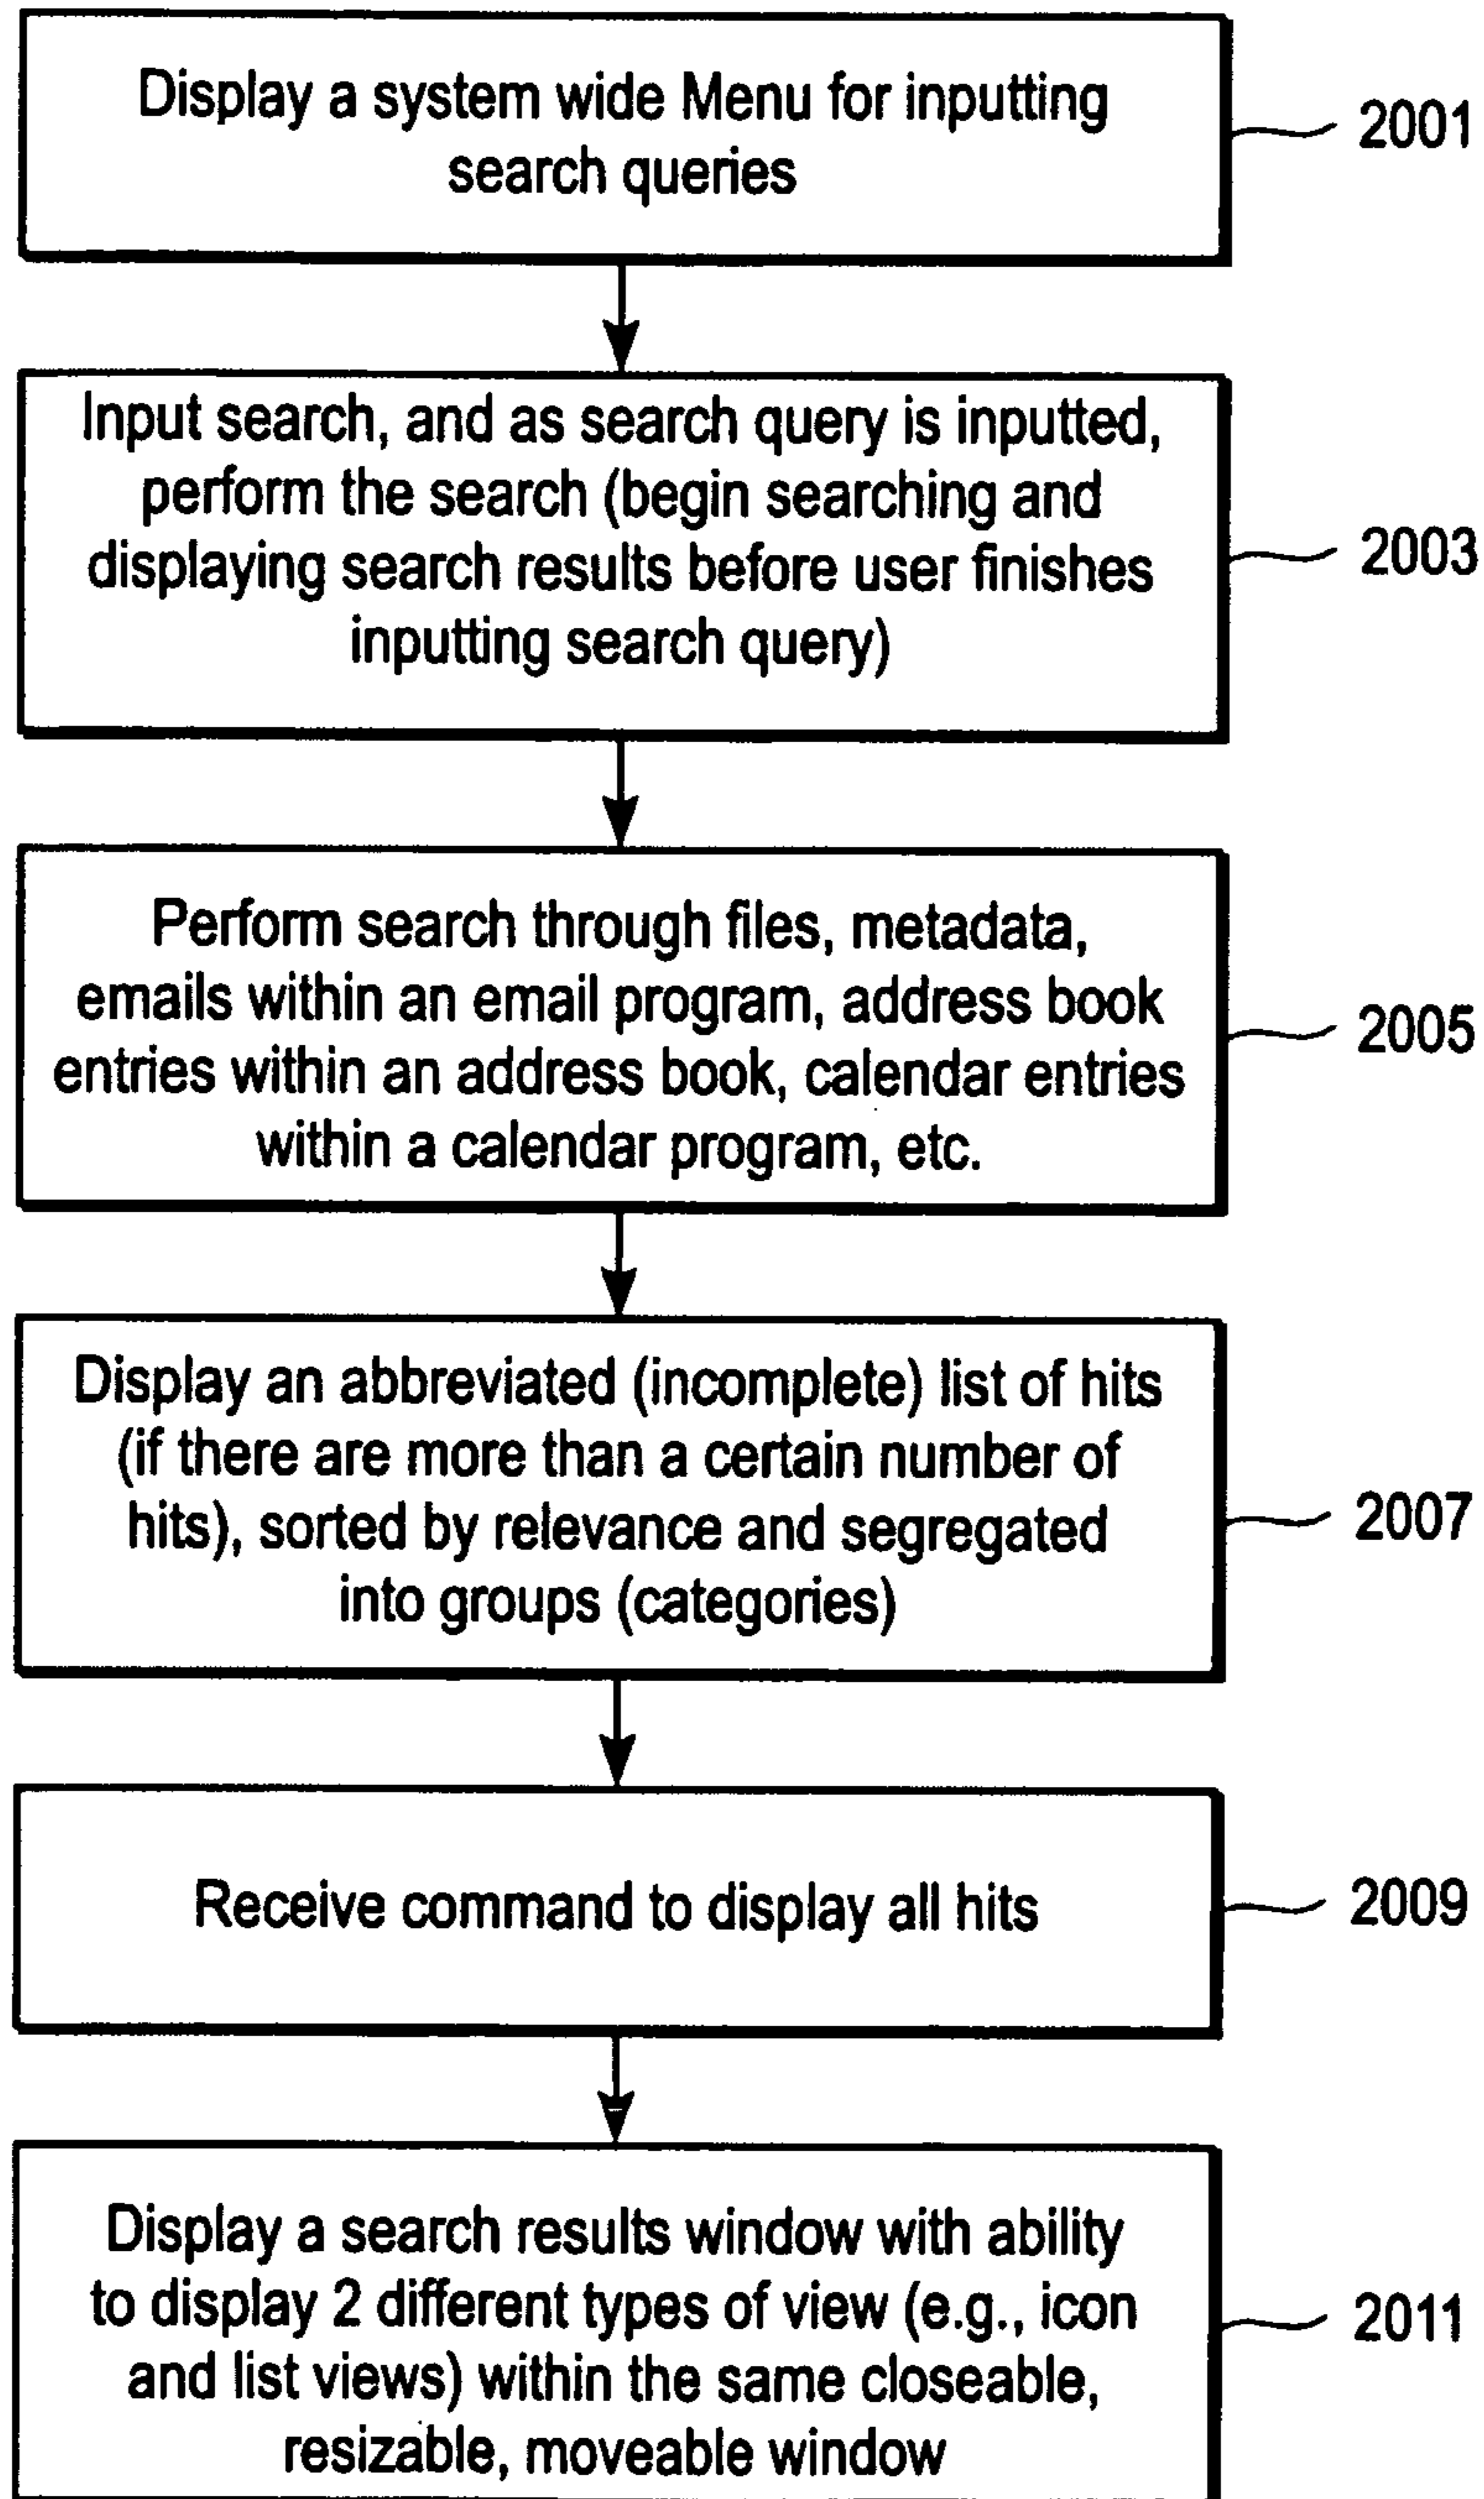 Display a system wide Menu for inputting
search queries
2001
Input search, and as search query is inputted,
perform the search (begin searching and
displaying search results before user finishes
inputting search query)
2003
Perform search through files, metadata,
emails within an email program, address book
entries within an address book, calendar entries
within a calendar program, etc.
2005
Display an abbreviated (incomplete) list of hits
(if there are more than a certain number of
hits), sorted by relevance and segregated
into groups (categories)
2007
Receive command to display all hits
2009
Display a search results window with ability
to display 2 different types of view (e.g., icon
and list views) within the same closeable,
resizable, moveable window
2011